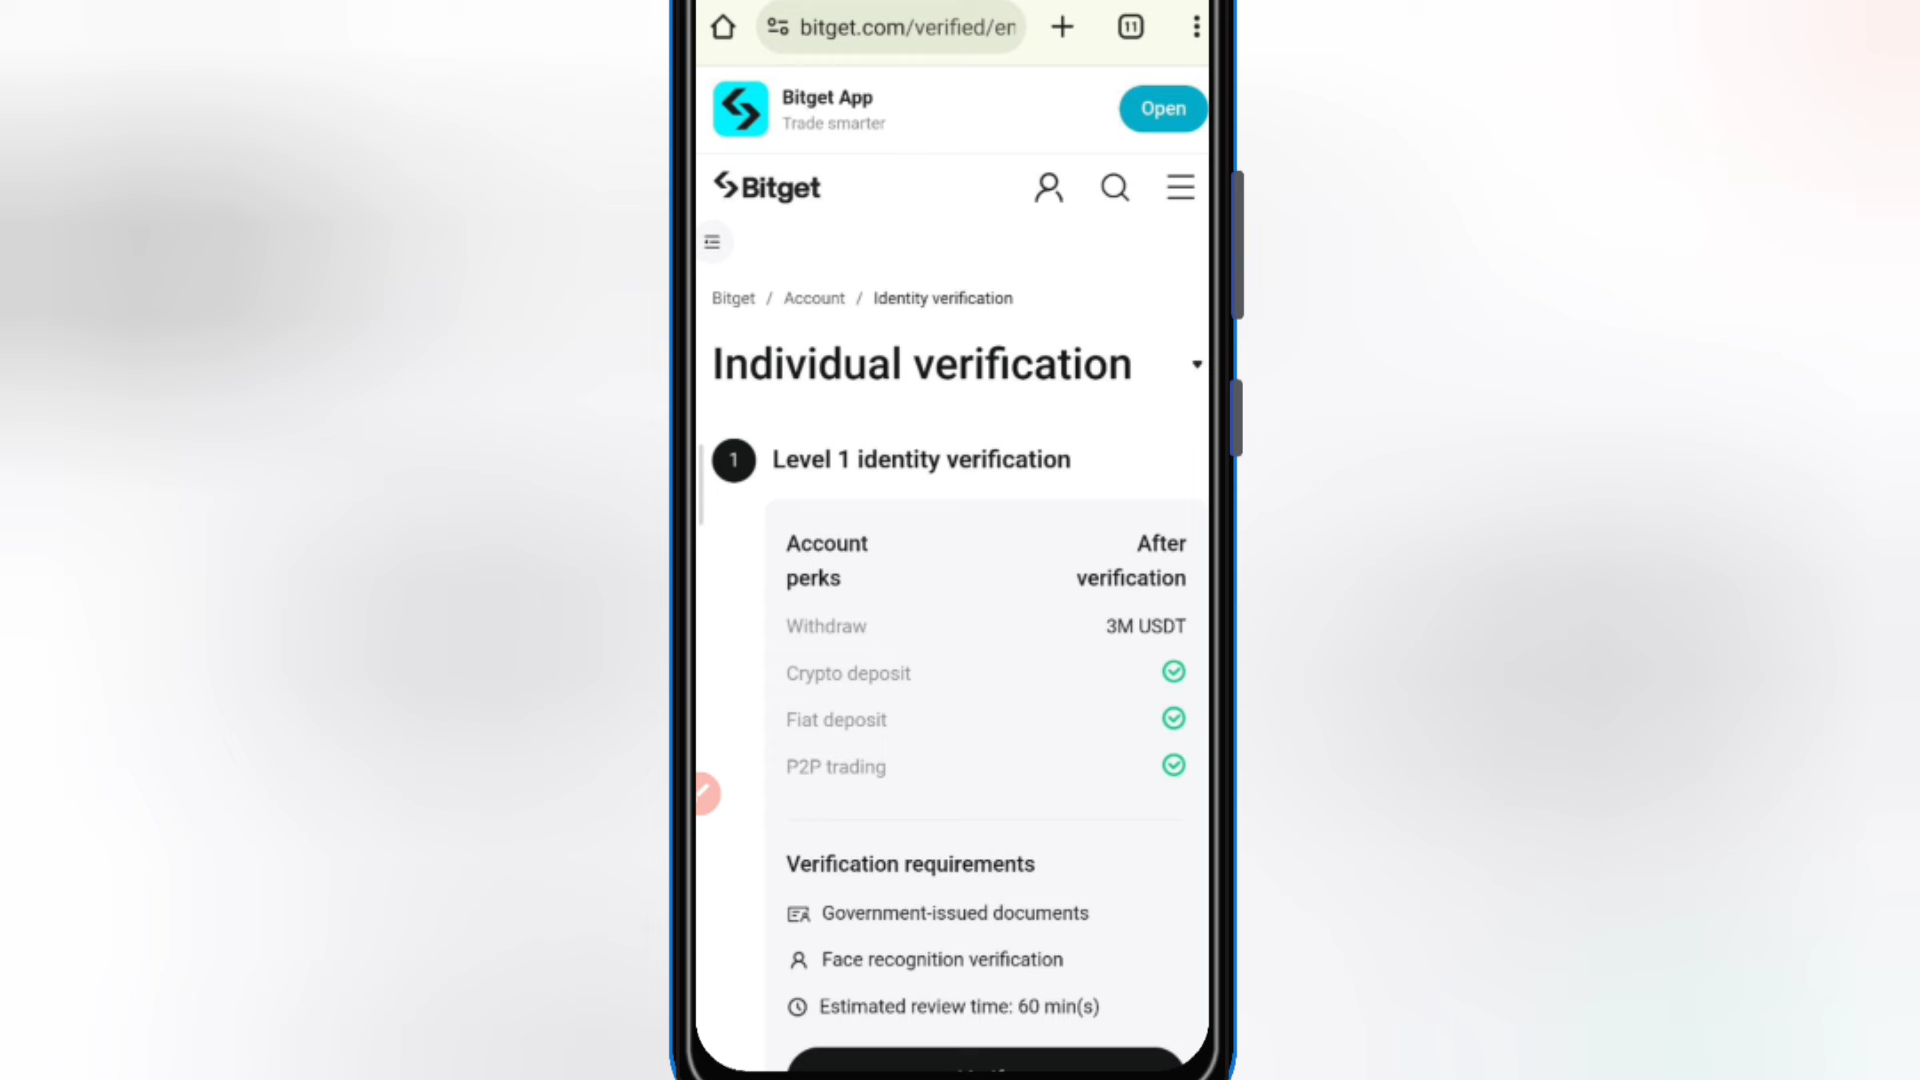 bitget.com/verified/en
11
Bitget App
Trade smarter
Open
Bitget
Bitget / Account / Identity verification
Individual verification
1 Level 1 identity verification
Account perks
After verification
Withdraw 3M USDT
Crypto deposit
Fiat deposit
P2P trading
Verification requirements
Government-issued documents
Face recognition verification
Estimated review time: 60 min(s)